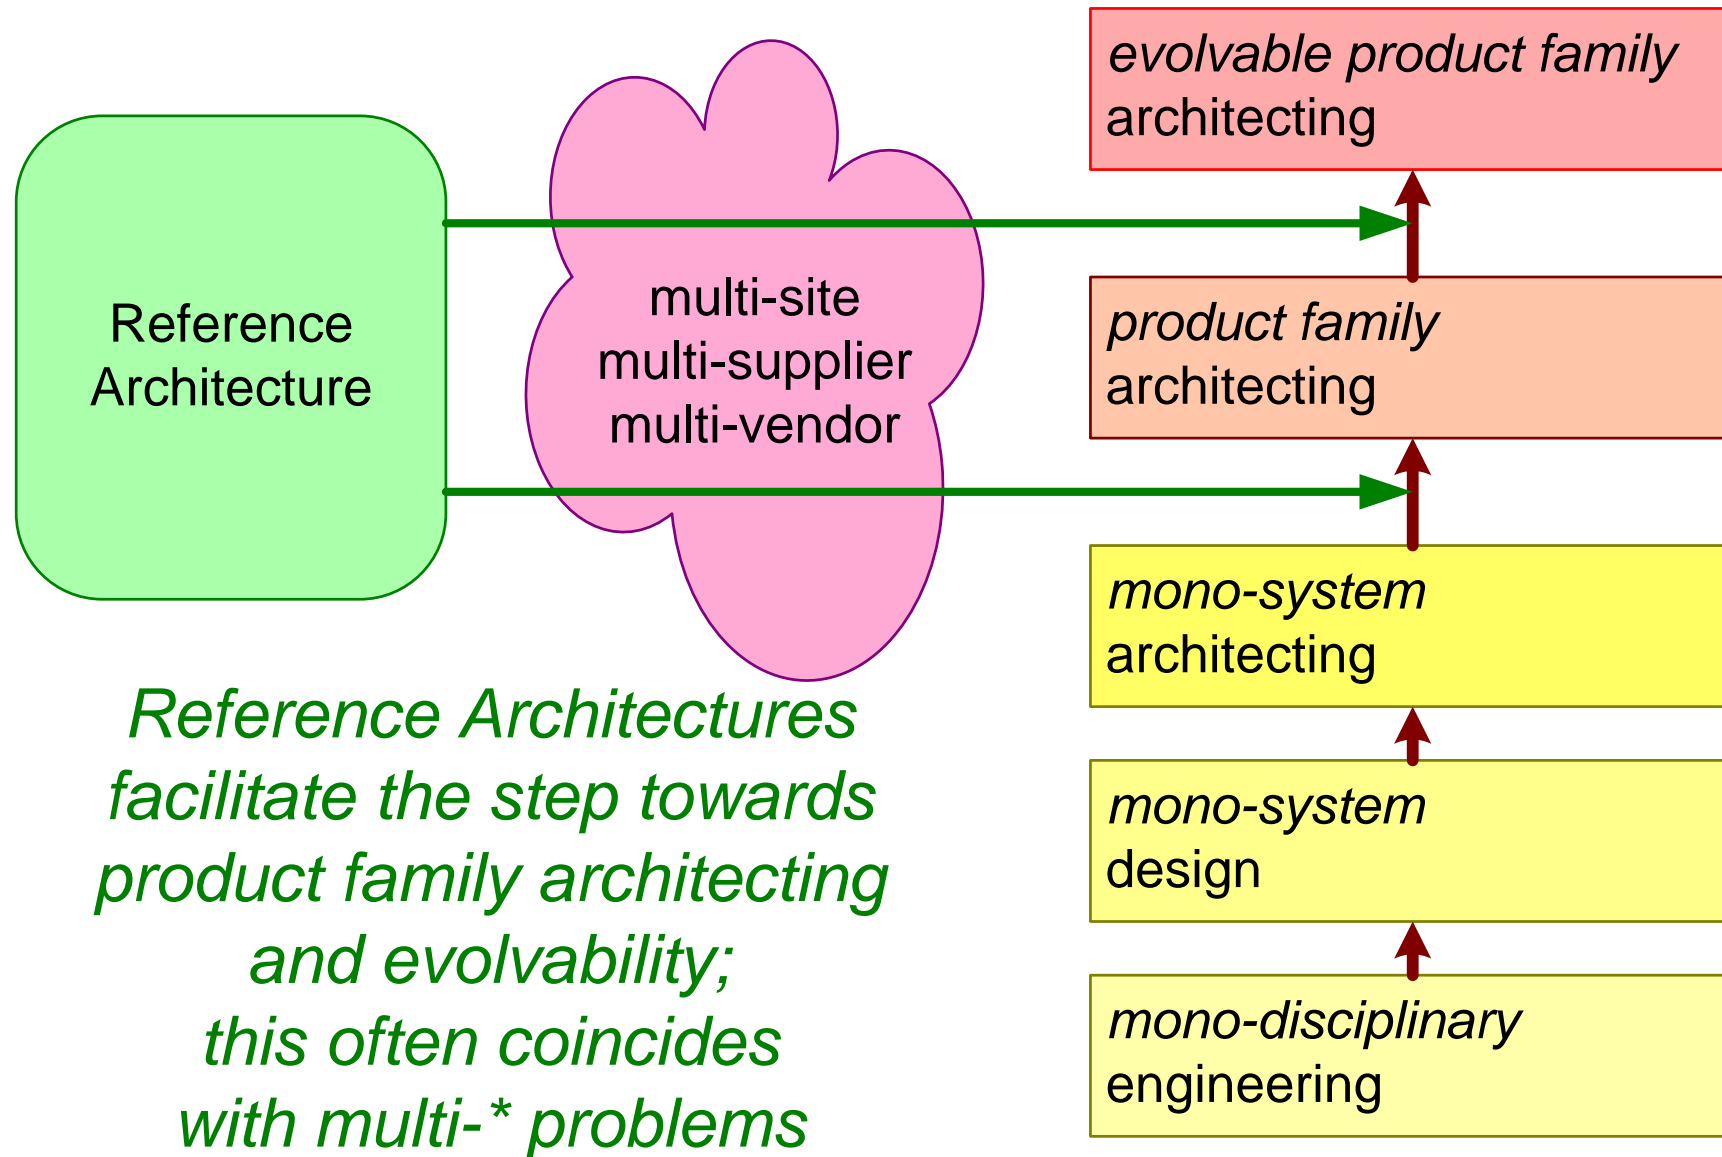 Reference
Architecture
multi-site
multi-supplier
multi-vendor
evolvable product family
architecting
product family
architecting
mono-system
architecting
mono-system
design
mono-disciplinary
engineering
Reference Architectures
facilitate the step towards
product family architecting
and evolvability;
this often coincides
with multi-* problems